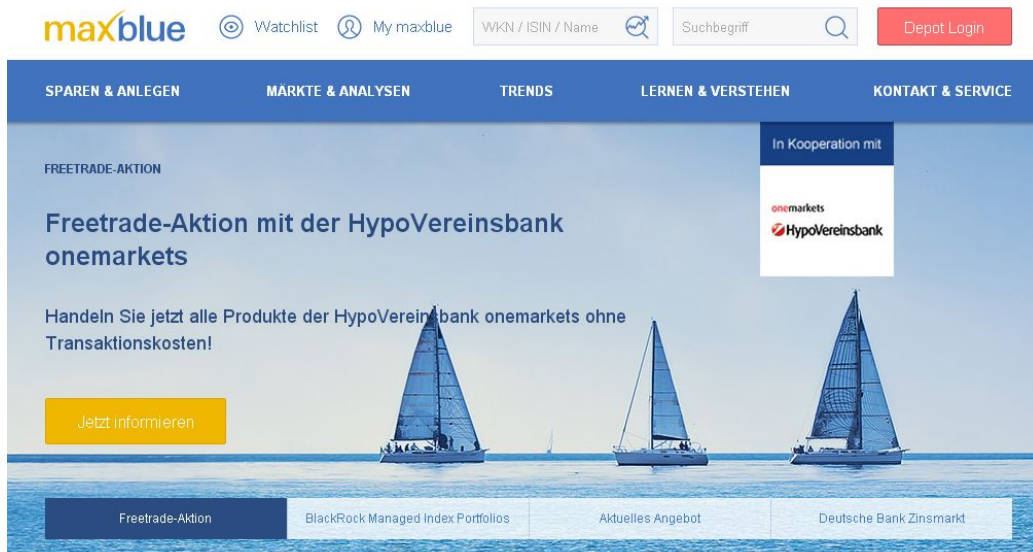 maxblue
Watchlist
My maxblue
WKN / ISIN / Name
Suchbegriff
Depot Login
SPAREN & ANLEGEN
MÄRKTE & ANALYSEN
TRENDS
LERNEN & VERSTEHEN
KONTAKT & SERVICE
In Kooperation mit
onemarkets
HypoVereinsbank
FREETRADE-AKTION
Freetrade-Aktion mit der HypoVereinsbank
onemarkets
Handeln Sie jetzt alle Produkte der HypoVereinsbank onemarkets ohne
Transaktionskosten!
Jetzt informieren
Freetrade-Aktion
BlackRock Managed Index Portfolios
Aktuelles Angebot
Deutsche Bank Zinsmarkt